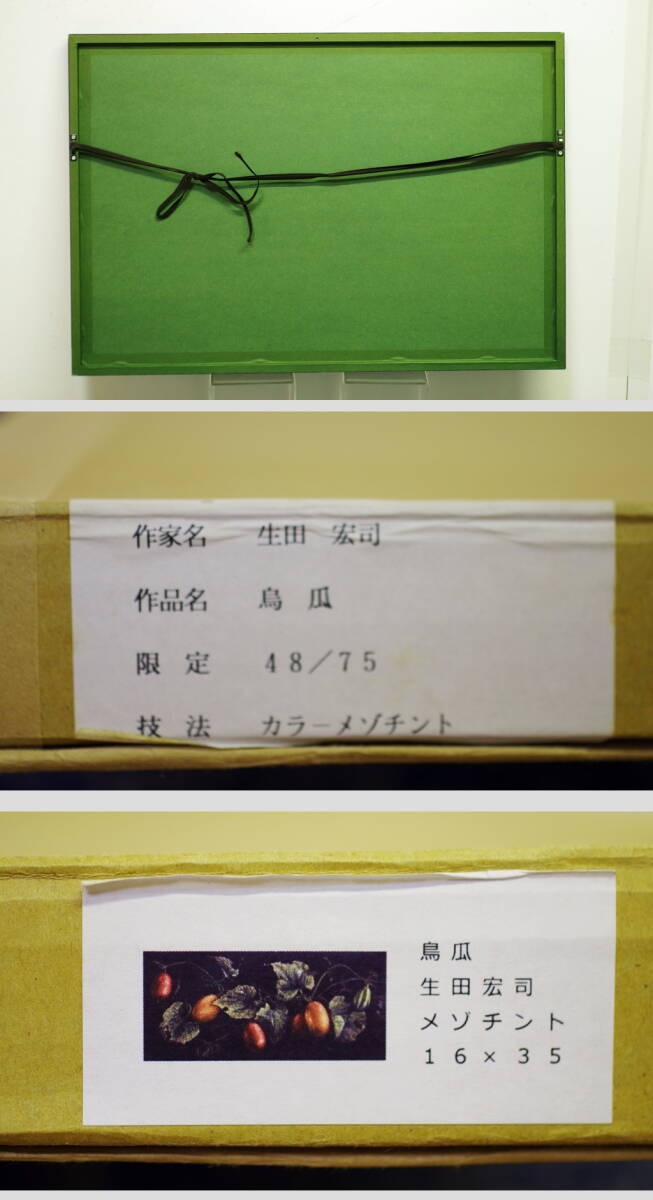 作家名 生田 宏司
作品名 烏 瓜
限 定 48/75
技 法 カラーメゾチント
烏瓜
生田宏司
メゾチント
16×35